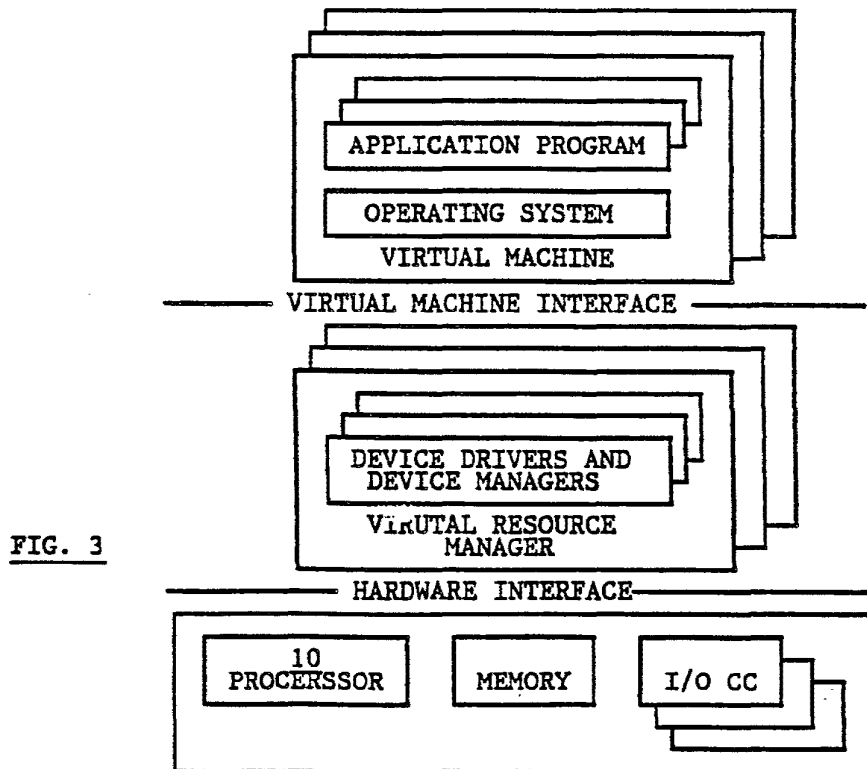 APPLICATION PROGRAM
OPERATING SYSTEM
VIRTUAL MACHINE
VIRTUAL MACHINE INTERFACE
DEVICE DRIVERS AND
DEVICE MANAGERS
VIRUTAL RESOURCE
MANAGER
FIG. 3
HARDWARE INTERFACE
10
PROCERSSOR
MEMORY
I/O CC